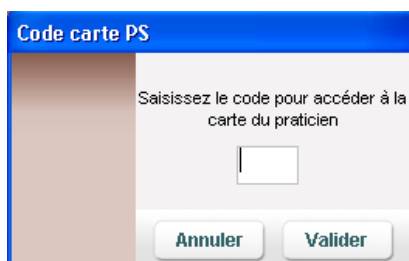 Code carte PS
Saisissez le code pour accéder à la
carte du praticien
Annuler Valider